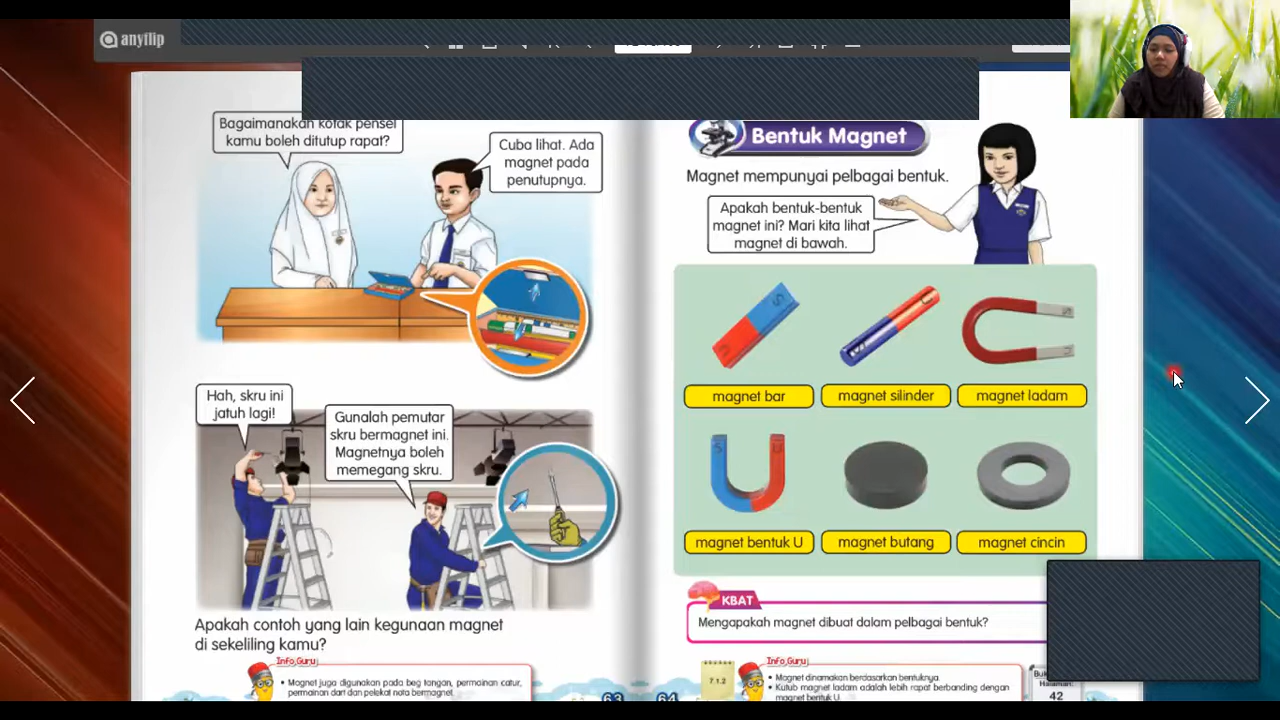 anyflip
Bagaimanakah kotak pensel
kamu boleh ditutup rapat?
Cuba lihat. Ada
magnet pada
penutupnya.
Hah, skru ini
jatuh lagi!
Gunalah pemutar
skru bermagnet ini.
Magnetnya boleh
memegang skru.
Apakah contoh yang lain kegunaan magnet
di sekeliling kamu?
Info Guru
• Magnet juga digunakan pada beg tangan, permainan catur,
permainan dart dan pelekat nota bermagnet.
63
Bentuk Magnet
Magnet mempunyai pelbagai bentuk.
Apakah bentuk-bentuk
magnet ini? Mari kita lihat
magnet di bawah.
S
magnet bar
magnet silinder
magnet ladam
S
U
magnet bentuk U
magnet butang
magnet cincin
KBAT
Mengapakah magnet dibuat dalam pelbagai bentuk?
7.1.2
Info Guru
• Magnet dinamakan berdasarkan bentuknya.
• Kutub magnet ladam adalah lebih rapat berbanding dengan
magnet bentuk U.
Halaman:
42
64